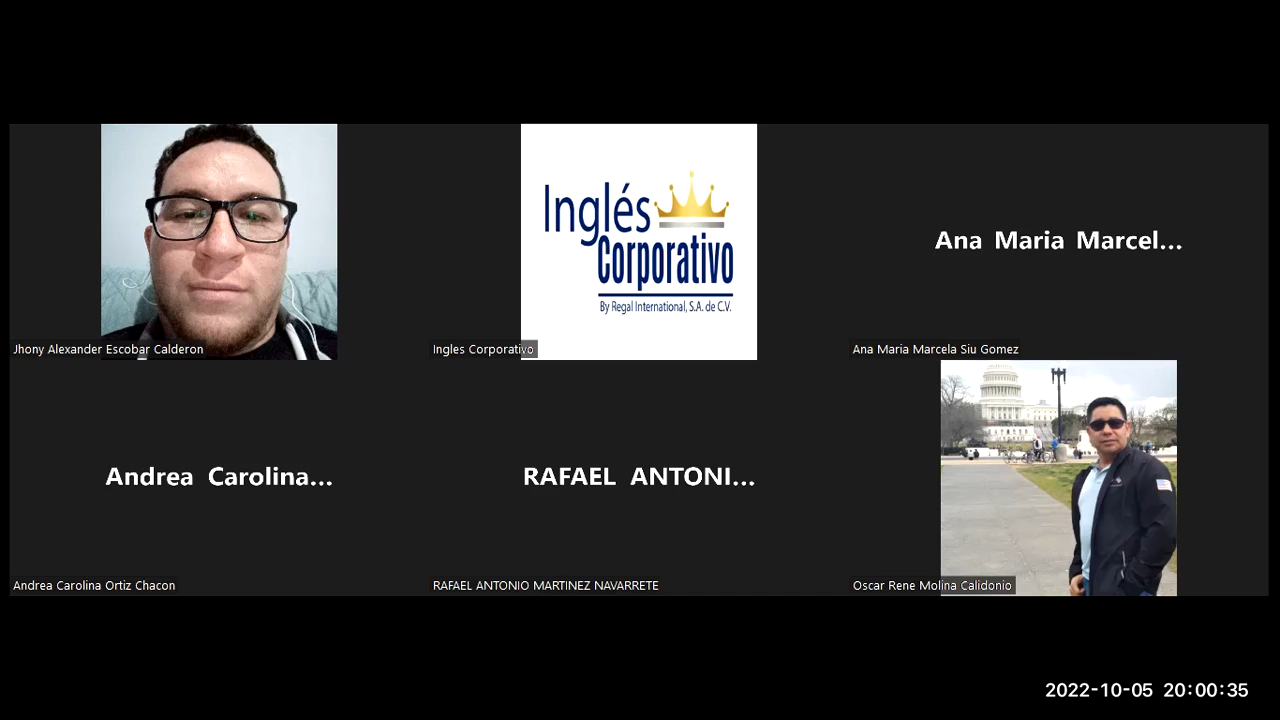 Inglés
Corporativo
By Regal International, S.A. de C.V.
Ana Maria Marcel...
Jhony Alexander Escobar Calderon
Ingles Corporativo
Ana Maria Marcela Siu Gomez
Andrea Carolina...
RAFAEL ANTONI...
Andrea Carolina Ortiz Chacon
RAFAEL ANTONIO MARTINEZ NAVARRETE
Oscar Rene Molina Calidonio
2022-10-05 20:00:35